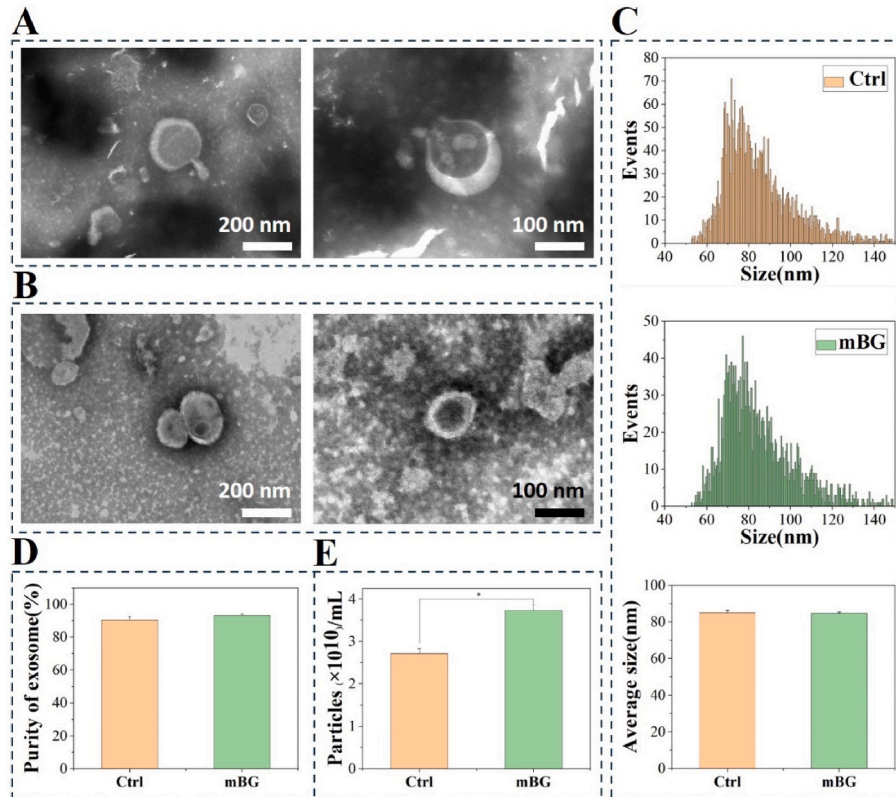 A
200 nm
100 nm
B
200 nm
100 nm
C
80
70
60
50
40
30
20
10
0
Events
Ctrl
40 60 80 100 120 140
Size(nm)
50
40
30
20
10
0
Events
mBG
40 60 80 100 120 140
Size(nm)
100
80
60
40
20
0
Average size(nm)
Ctrl mBG
D
100
80
60
40
20
0
Purity of exosome(%)
Ctrl mBG
E
4
3
2
1
0
Particles (×10¹⁰)/mL
*
Ctrl mBG